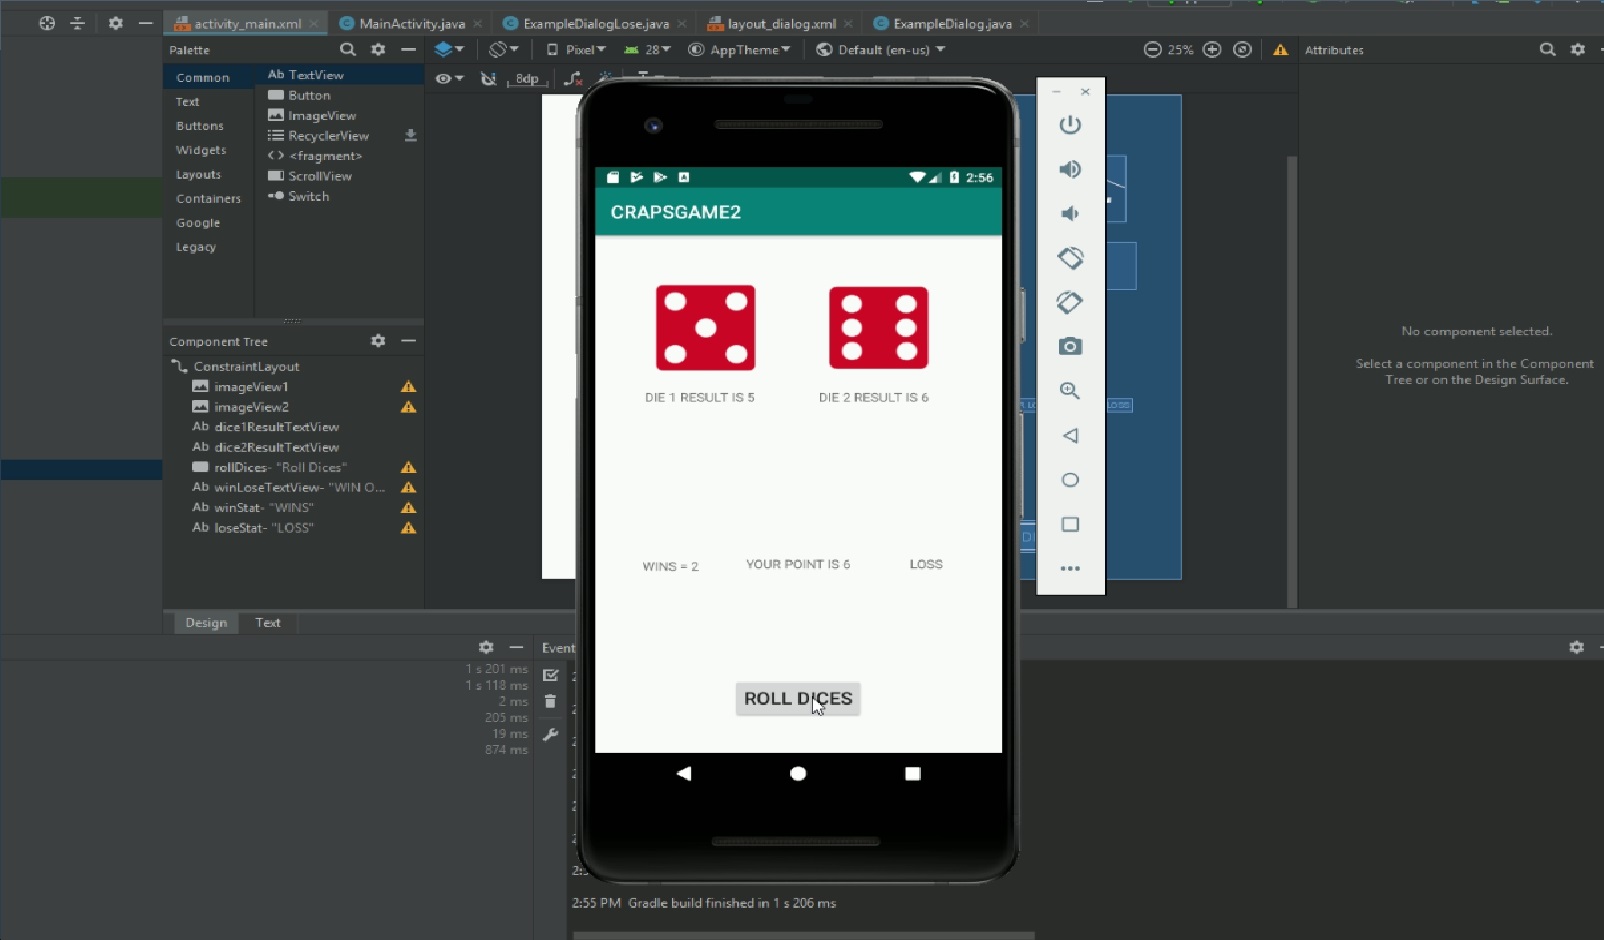 activity_main.xml
MainActivity.java
ExampleDialogLose.java
layout_dialog.xml
ExampleDialog.java
Palette
Pixel
28
AppTheme
Default (en-us)
25%
Attributes
8dp
Common
Text
Buttons
Widgets
Layouts
Containers
Google
Legacy
Ab TextView
Button
ImageView
RecyclerView
<fragment>
ScrollView
Switch
Component Tree
ConstraintLayout
imageView1
imageView2
Ab dice1ResultTextView
Ab dice2ResultTextView
rollDices- "Roll Dices"
Ab winLoseTextView- "WIN O...
Ab winStat- "WINS"
Ab loseStat- "LOSS"
Design
Text
2:56
CRAPSGAME2
DIE 1 RESULT IS 5
DIE 2 RESULT IS 6
WINS = 2
YOUR POINT IS 6
LOSS
ROLL DICES
LOSS
No component selected.
Select a component in the Component
Tree or on the Design Surface.
Event
1 s 201 ms
1 s 118 ms
2 ms
205 ms
19 ms
874 ms
2:55 PM Gradle build finished in 1 s 206 ms